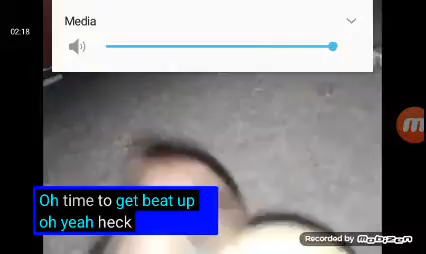 Media
02:18
Oh time to get beat up
oh yeah heck
Recorded by Mobizen